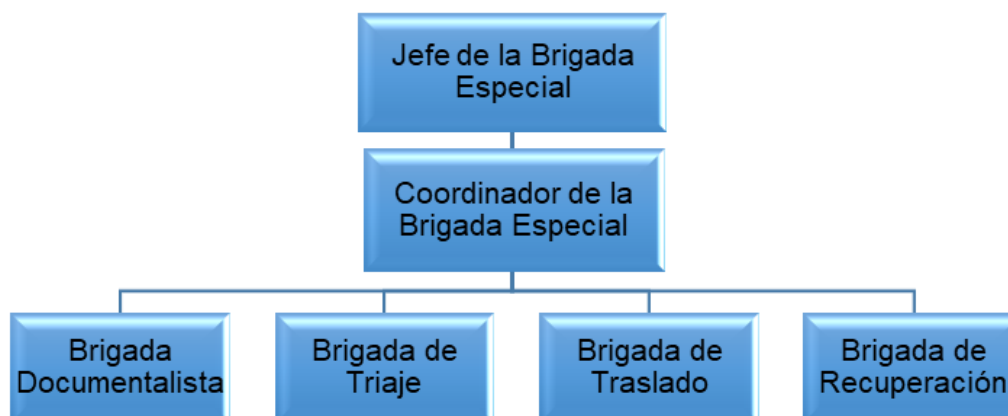 Jefe de la Brigada
Especial
Coordinador de la
Brigada Especial
Brigada
Documentalista
Brigada de
Triaje
Brigada de
Traslado
Brigada de
Recuperación